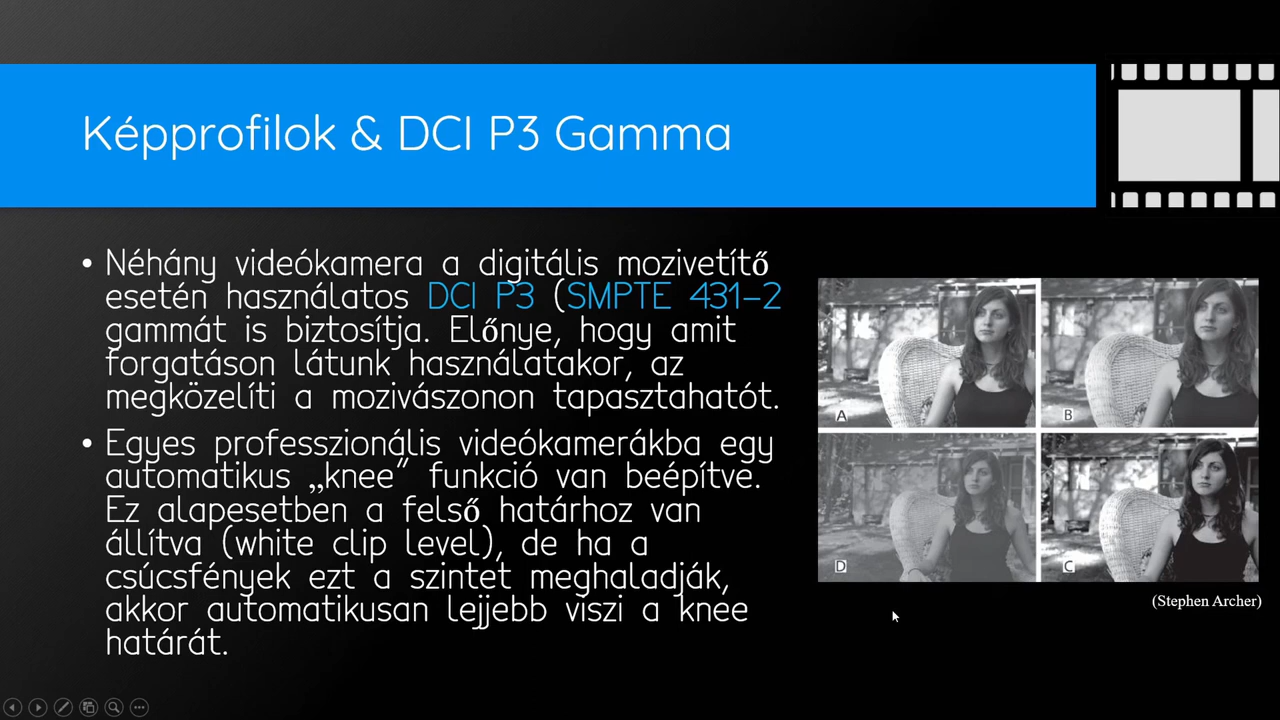 Képprofilok & DCI P3 Gamma
• Néhány videókamera a digitális mozivetítő
esetén használatos DCI P3 (SMPTE 431-2
gammát is biztosítja. Előnye, hogy amit
forgatáson látunk használatakor, az
megközelíti a mozivászonon tapasztahatót.
• Egyes professzionális videókamerákba egy
automatikus „knee” funkció van beépítve.
Ez alapesetben a felső határhoz van
állítva (white clip level), de ha a
csúcsfények ezt a szintet meghaladják,
akkor automatikusan lejjebb viszi a knee
határát.
A
B
D
C
(Stephen Archer)